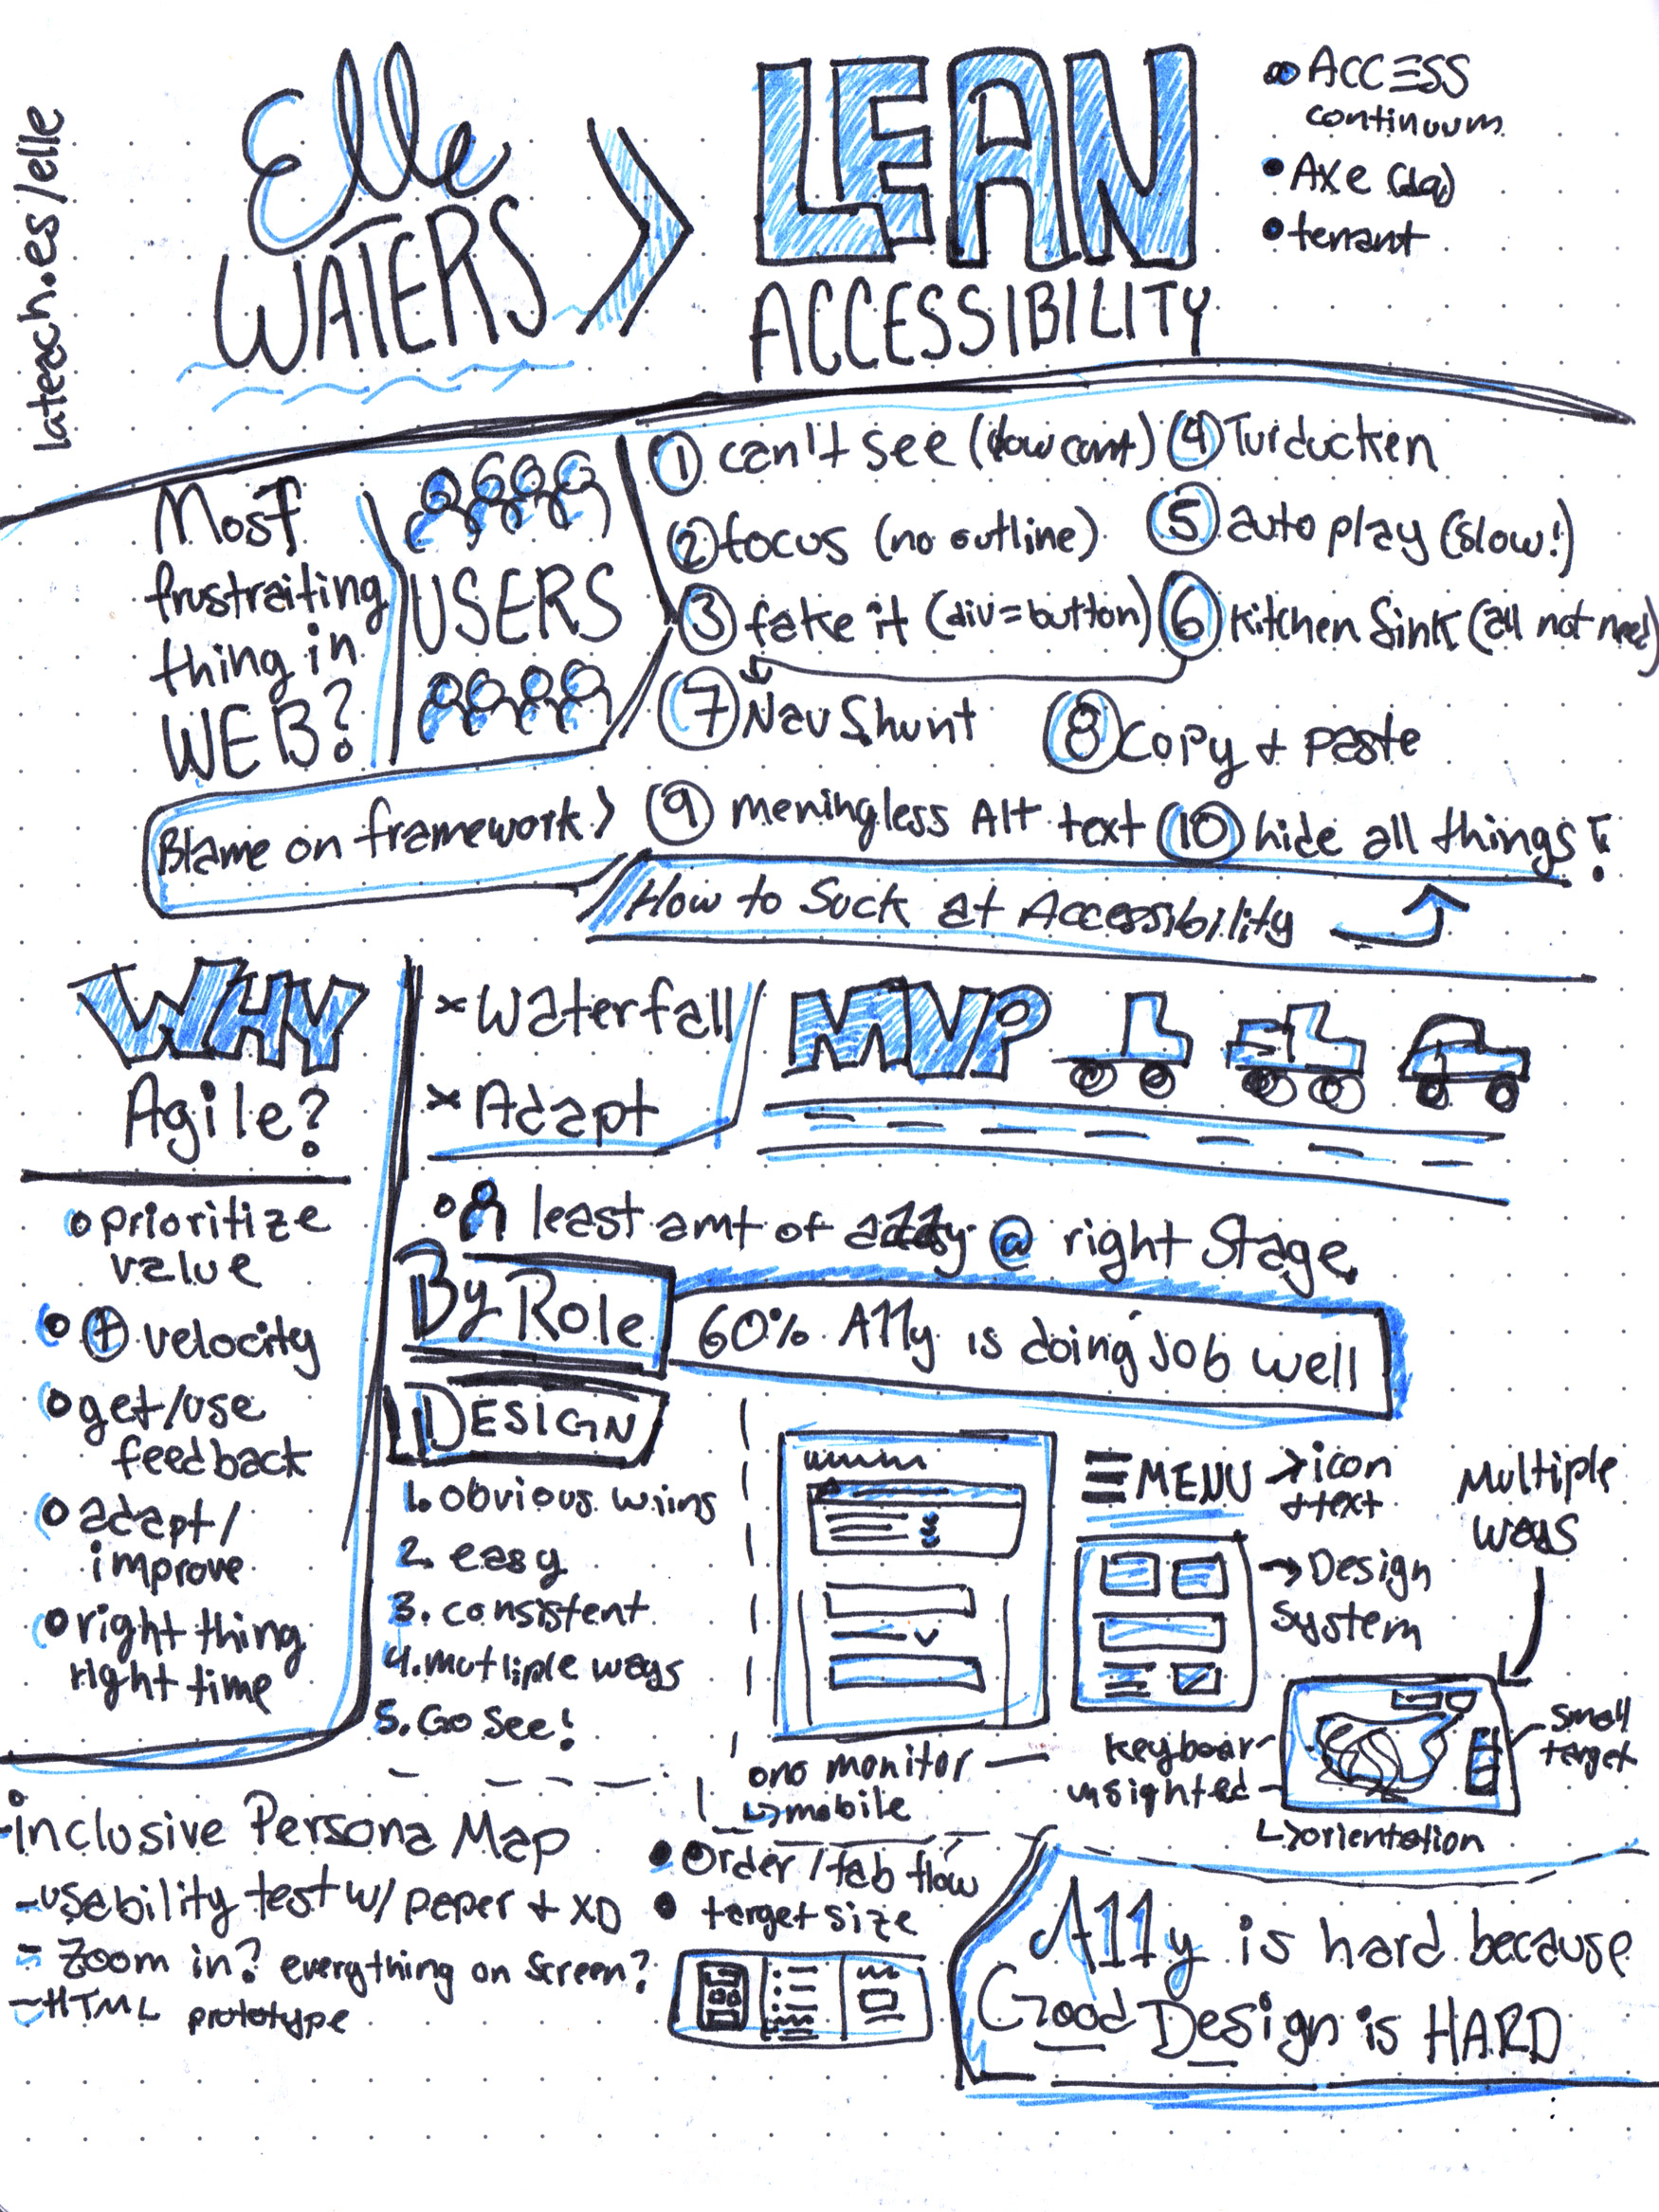 lateach.es/elle
Elle
WATERS
LEAN
ACCESSIBILITY
ACCESS
continuum
Axe
tenant
Most
frustraiting
thing in
WEB?
USERS
1 can't see (low cont)
2 focus (no outline)
3 fake it (div=button)
4 Turducken
5 auto play (slow!)
6 Kitchen Sink (all not need)
7 Nav Shunt
8 Copy + paste
9 meningless Alt text
10 hide all things!
Blame on framework >
How to Suck at Accessibility
WHY
Agile?
prioritize
value
+ velocity
get/use
feedback
adapt/
improve
right thing
right time
x Waterfall
x Adapt
MVP
least amt of a11y @ right Stage.
By Role
60% A11y is doing job well
DESIGN
1. obvious wiins
2. easy
3. consistent
4. mutliple ways
5. Go See!
ono monitor
mobile
MENU
icon
+ text
Design
System
Multiple
ways
Keyboar
unsighted
small
target
orientation
inclusive Persona Map
- usability test w/ paper + XD
- Zoom in? everything on screen?
- HTML prototype
Order / tab flow
target size
A11y is hard because
Good Design is HARD